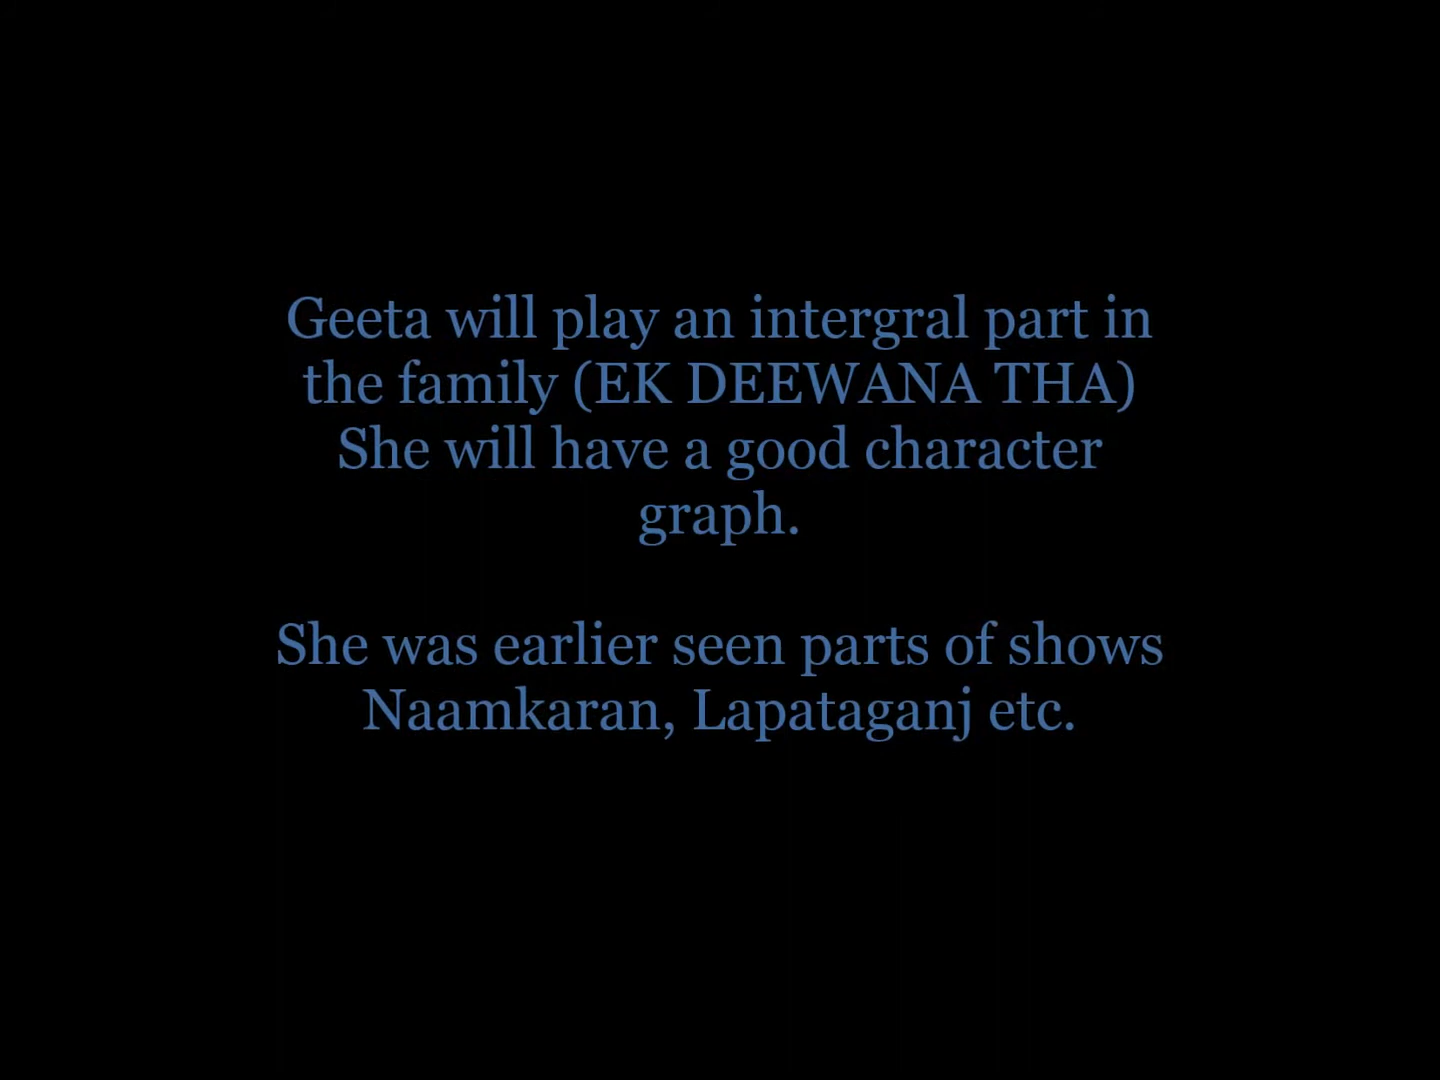 Geeta will play an intergral part in
the family (EK DEEWANA THA)
She will have a good character
graph.
She was earlier seen parts of shows
Naamkaran, Lapataganj etc.